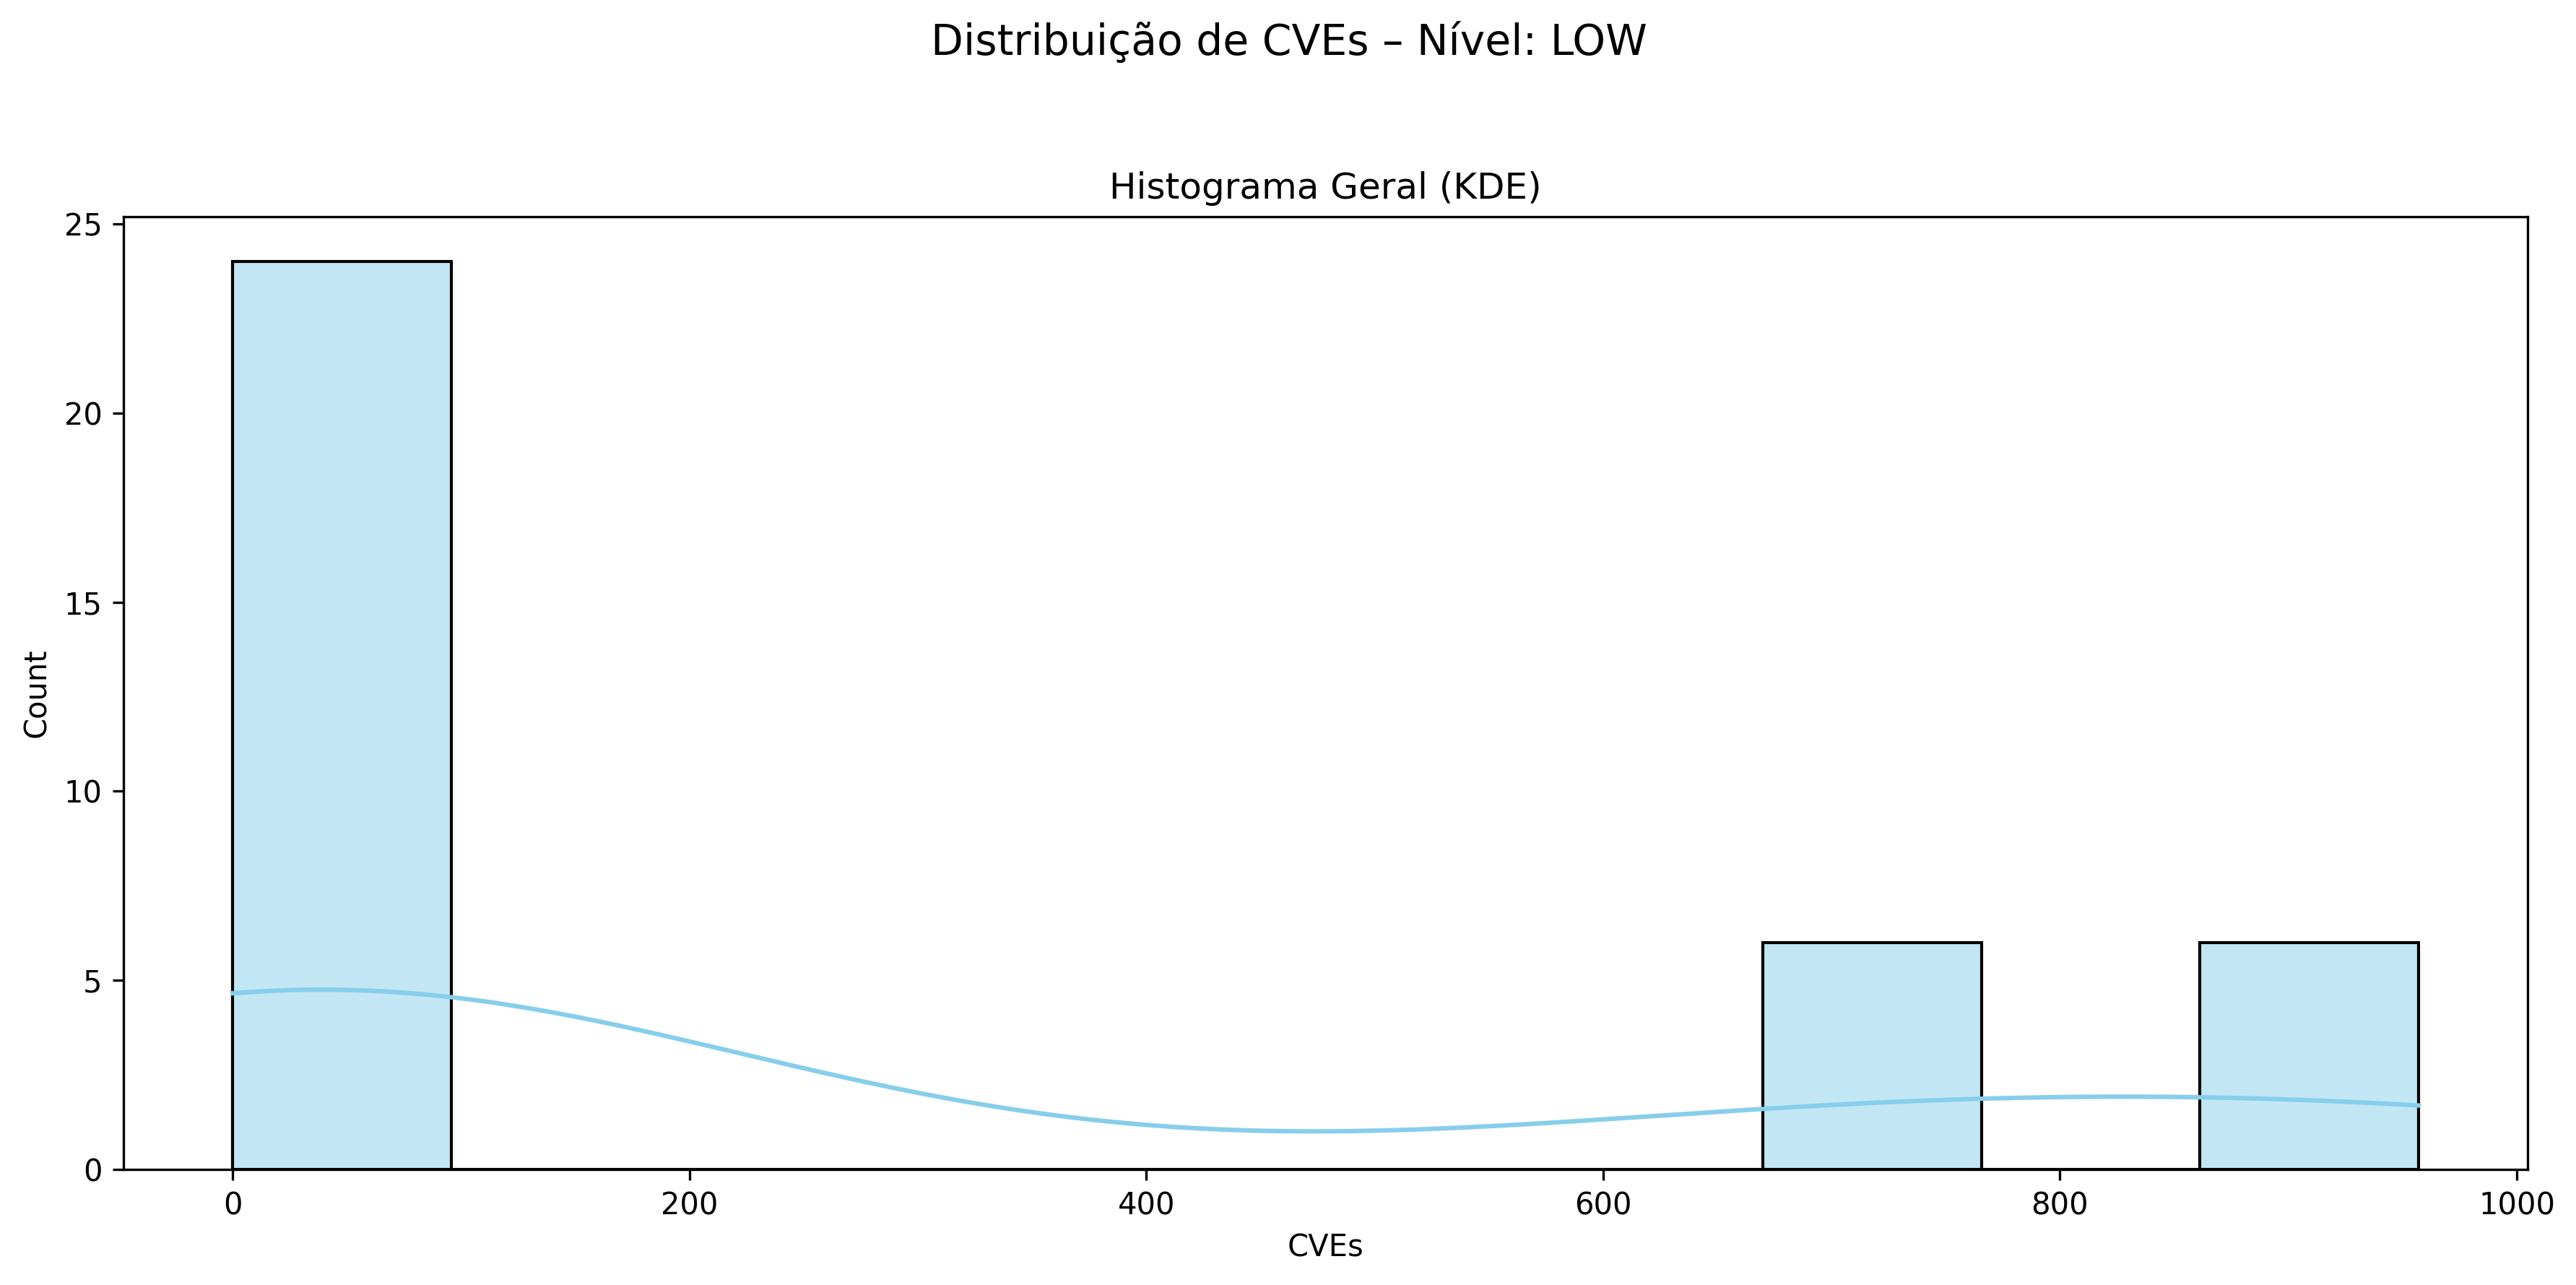 Distribuição de CVEs – Nível: LOW
Histograma Geral (KDE)
25
20
15
10
5
0
Count
0 200 400 600 800 1000
CVEs